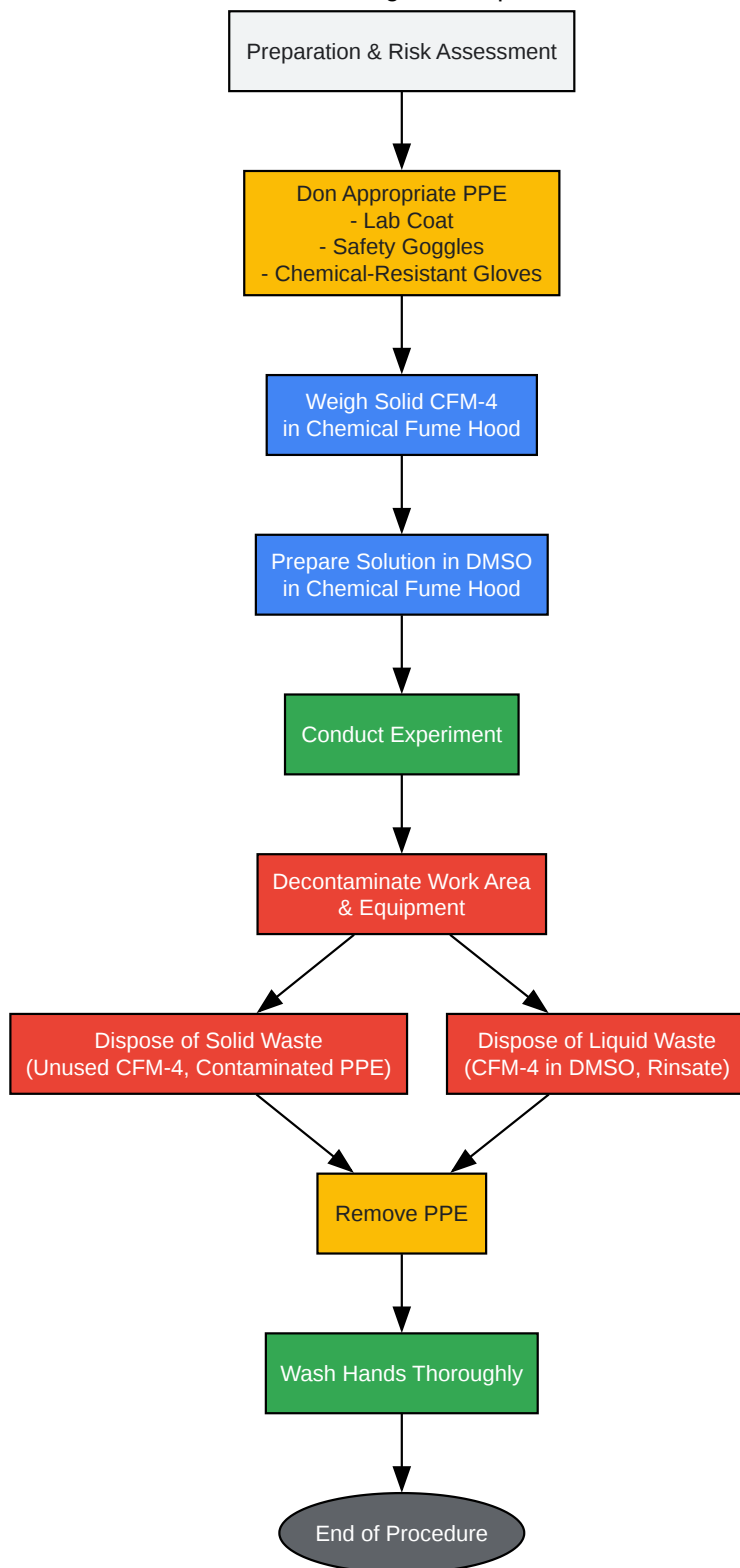 Preparation & Risk Assessment
Don Appropriate PPE
- Lab Coat
- Safety Goggles
- Chemical-Resistant Gloves
Weigh Solid CFM-4
in Chemical Fume Hood
Prepare Solution in DMSO
in Chemical Fume Hood
Conduct Experiment
Decontaminate Work Area
& Equipment
Dispose of Solid Waste
(Unused CFM-4, Contaminated PPE)
Dispose of Liquid Waste
(CFM-4 in DMSO, Rinsate)
Remove PPE
Wash Hands Thoroughly
End of Procedure